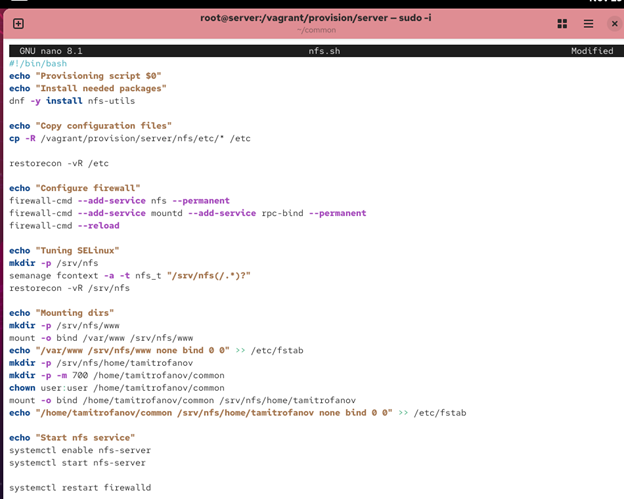 root@server:/vagrant/provision/server — sudo -i
~/common
GNU nano 8.1 nfs.sh Modified
#!/bin/bash
echo "Provisioning script $0"
echo "Install needed packages"
dnf -y install nfs-utils

echo "Copy configuration files"
cp -R /vagrant/provision/server/nfs/etc/* /etc

restorecon -vR /etc

echo "Configure firewall"
firewall-cmd --add-service nfs --permanent
firewall-cmd --add-service mountd --add-service rpc-bind --permanent
firewall-cmd --reload

echo "Tuning SELinux"
mkdir -p /srv/nfs
semanage fcontext -a -t nfs_t "/srv/nfs(/.*)?"
restorecon -vR /srv/nfs

echo "Mounting dirs"
mkdir -p /srv/nfs/www
mount -o bind /var/www /srv/nfs/www
echo "/var/www /srv/nfs/www none bind 0 0" >> /etc/fstab
mkdir -p /srv/nfs/home/tamitrofanov
mkdir -p -m 700 /home/tamitrofanov/common
chown user:user /home/tamitrofanov/common
mount -o bind /home/tamitrofanov/common /srv/nfs/home/tamitrofanov
echo "/home/tamitrofanov/common /srv/nfs/home/tamitrofanov none bind 0 0" >> /etc/fstab

echo "Start nfs service"
systemctl enable nfs-server
systemctl start nfs-server

systemctl restart firewalld